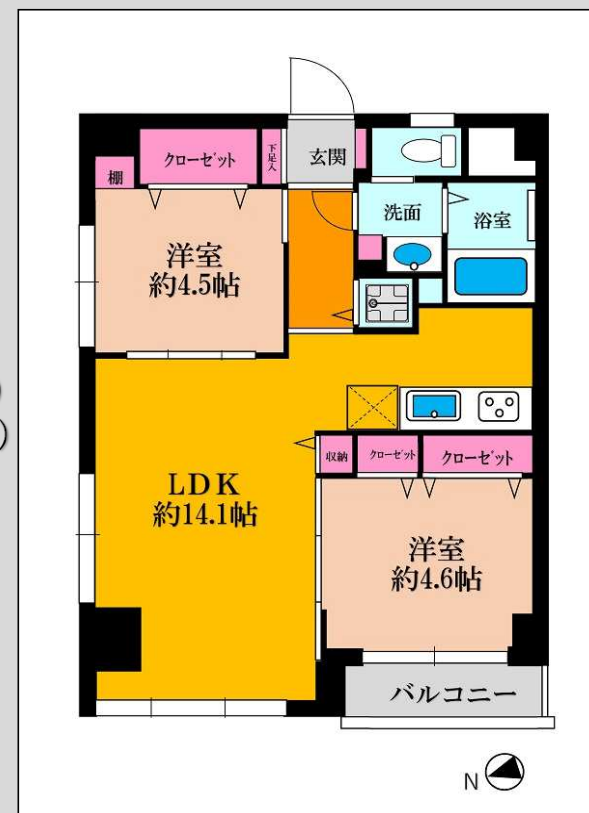 クローゼット
下足入
玄関
棚
洗面
浴室
洋室
約4.5帖
収納
クローゼット
クローゼット
LDK
約14.1帖
洋室
約4.6帖
バルコニー
N